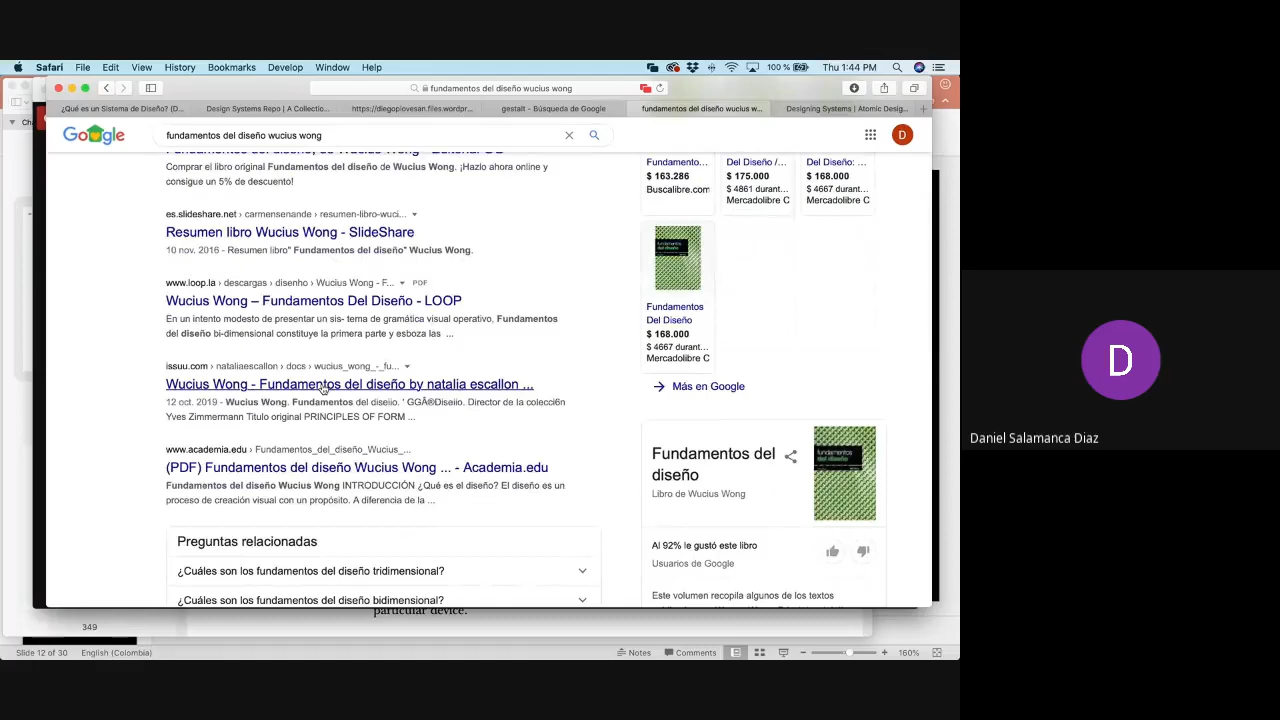 Safari File Edit View History Bookmarks Develop Window Help
100 % Thu 1:44 PM
fundamentos del diseño wucius wong
¿Qué es un Sistema de Diseño? (D...
Design Systems Repo | A Collectio...
https://diegopiovesan.files.wordpr...
gestalt - Búsqueda de Google
fundamentos del diseño wucius w...
Designing Systems | Atomic Desig...
Google
fundamentos del diseño wucius wong
D
Comprar el libro original Fundamentos del diseño de Wucius Wong. ¡Hazlo ahora online y
consigue un 5% de descuento!
es.slideshare.net › carmensenande › resumen-libro-wuci...
Resumen libro Wucius Wong - SlideShare
10 nov. 2016 - Resumen libro" Fundamentos del diseño" Wucius Wong.
www.loop.la › descargas › disenho › Wucius Wong - F... PDF
Wucius Wong – Fundamentos Del Diseño - LOOP
En un intento modesto de presentar un sis- tema de gramática visual operativo, Fundamentos
del diseño bi-dimensional constituye la primera parte y esboza las ...
issuu.com › nataliaescallon › docs › wucius_wong_-_fu...
Wucius Wong - Fundamentos del diseño by natalia escallon ...
12 oct. 2019 - Wucius Wong. Fundamentos del diseiio. ' GGÂ®Diseiio. Director de la colecci6n
Yves Zimmermann Titulo original PRINCIPLES OF FORM ...
www.academia.edu › Fundamentos_del_diseño_Wucius_...
(PDF) Fundamentos del diseño Wucius Wong ... - Academia.edu
Fundamentos del diseño Wucius Wong INTRODUCCIÓN ¿Qué es el diseño? El diseño es un
proceso de creación visual con un propósito. A diferencia de la ...
Preguntas relacionadas
¿Cuáles son los fundamentos del diseño tridimensional?
¿Cuáles son los fundamentos del diseño bidimensional?
Fundamento...
$ 163.286
Buscalibre.com
Del Diseño /...
$ 175.000
$ 4861 durant...
Mercadolibre C
Del Diseño: ...
$ 168.000
$ 4667 durant...
Mercadolibre C
fundamentos
del diseño
Fundamentos
Del Diseño
$ 168.000
$ 4667 durant...
Mercadolibre C
Más en Google
Fundamentos del
diseño
Libro de Wucius Wong
fundamentos
del diseño
Al 92% le gustó este libro
Usuarios de Google
Este volumen recopila algunos de los textos
particular device.
349
Slide 12 of 30 English (Colombia)
Notes Comments 160%
D
Daniel Salamanca Diaz